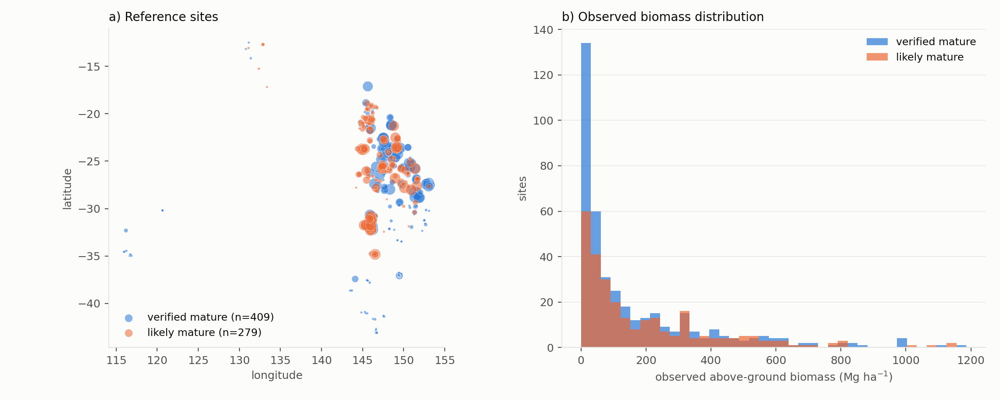 a) Reference sites
−15
−20
−25
−30
−35
−40
latitude
verified mature (n=409)
likely mature (n=279)
115 120 125 130 135 140 145 150 155
longitude
b) Observed biomass distribution
140
120
100
80
60
40
20
0
sites
verified mature
likely mature
0 200 400 600 800 1000 1200
observed above-ground biomass (Mg ha⁻¹)